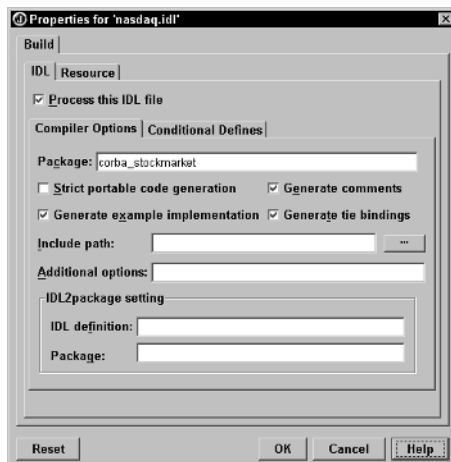 Properties for 'nasdaq.idl'
Build
IDL Resource
Process this IDL file
Compiler Options Conditional Defines
Package: corba_stockmarket
Strict portable code generation Generate comments
Generate example implementation Generate tie bindings
Include path: ...
Additional options:
IDL2package setting
IDL definition:
Package:
Reset OK Cancel Help